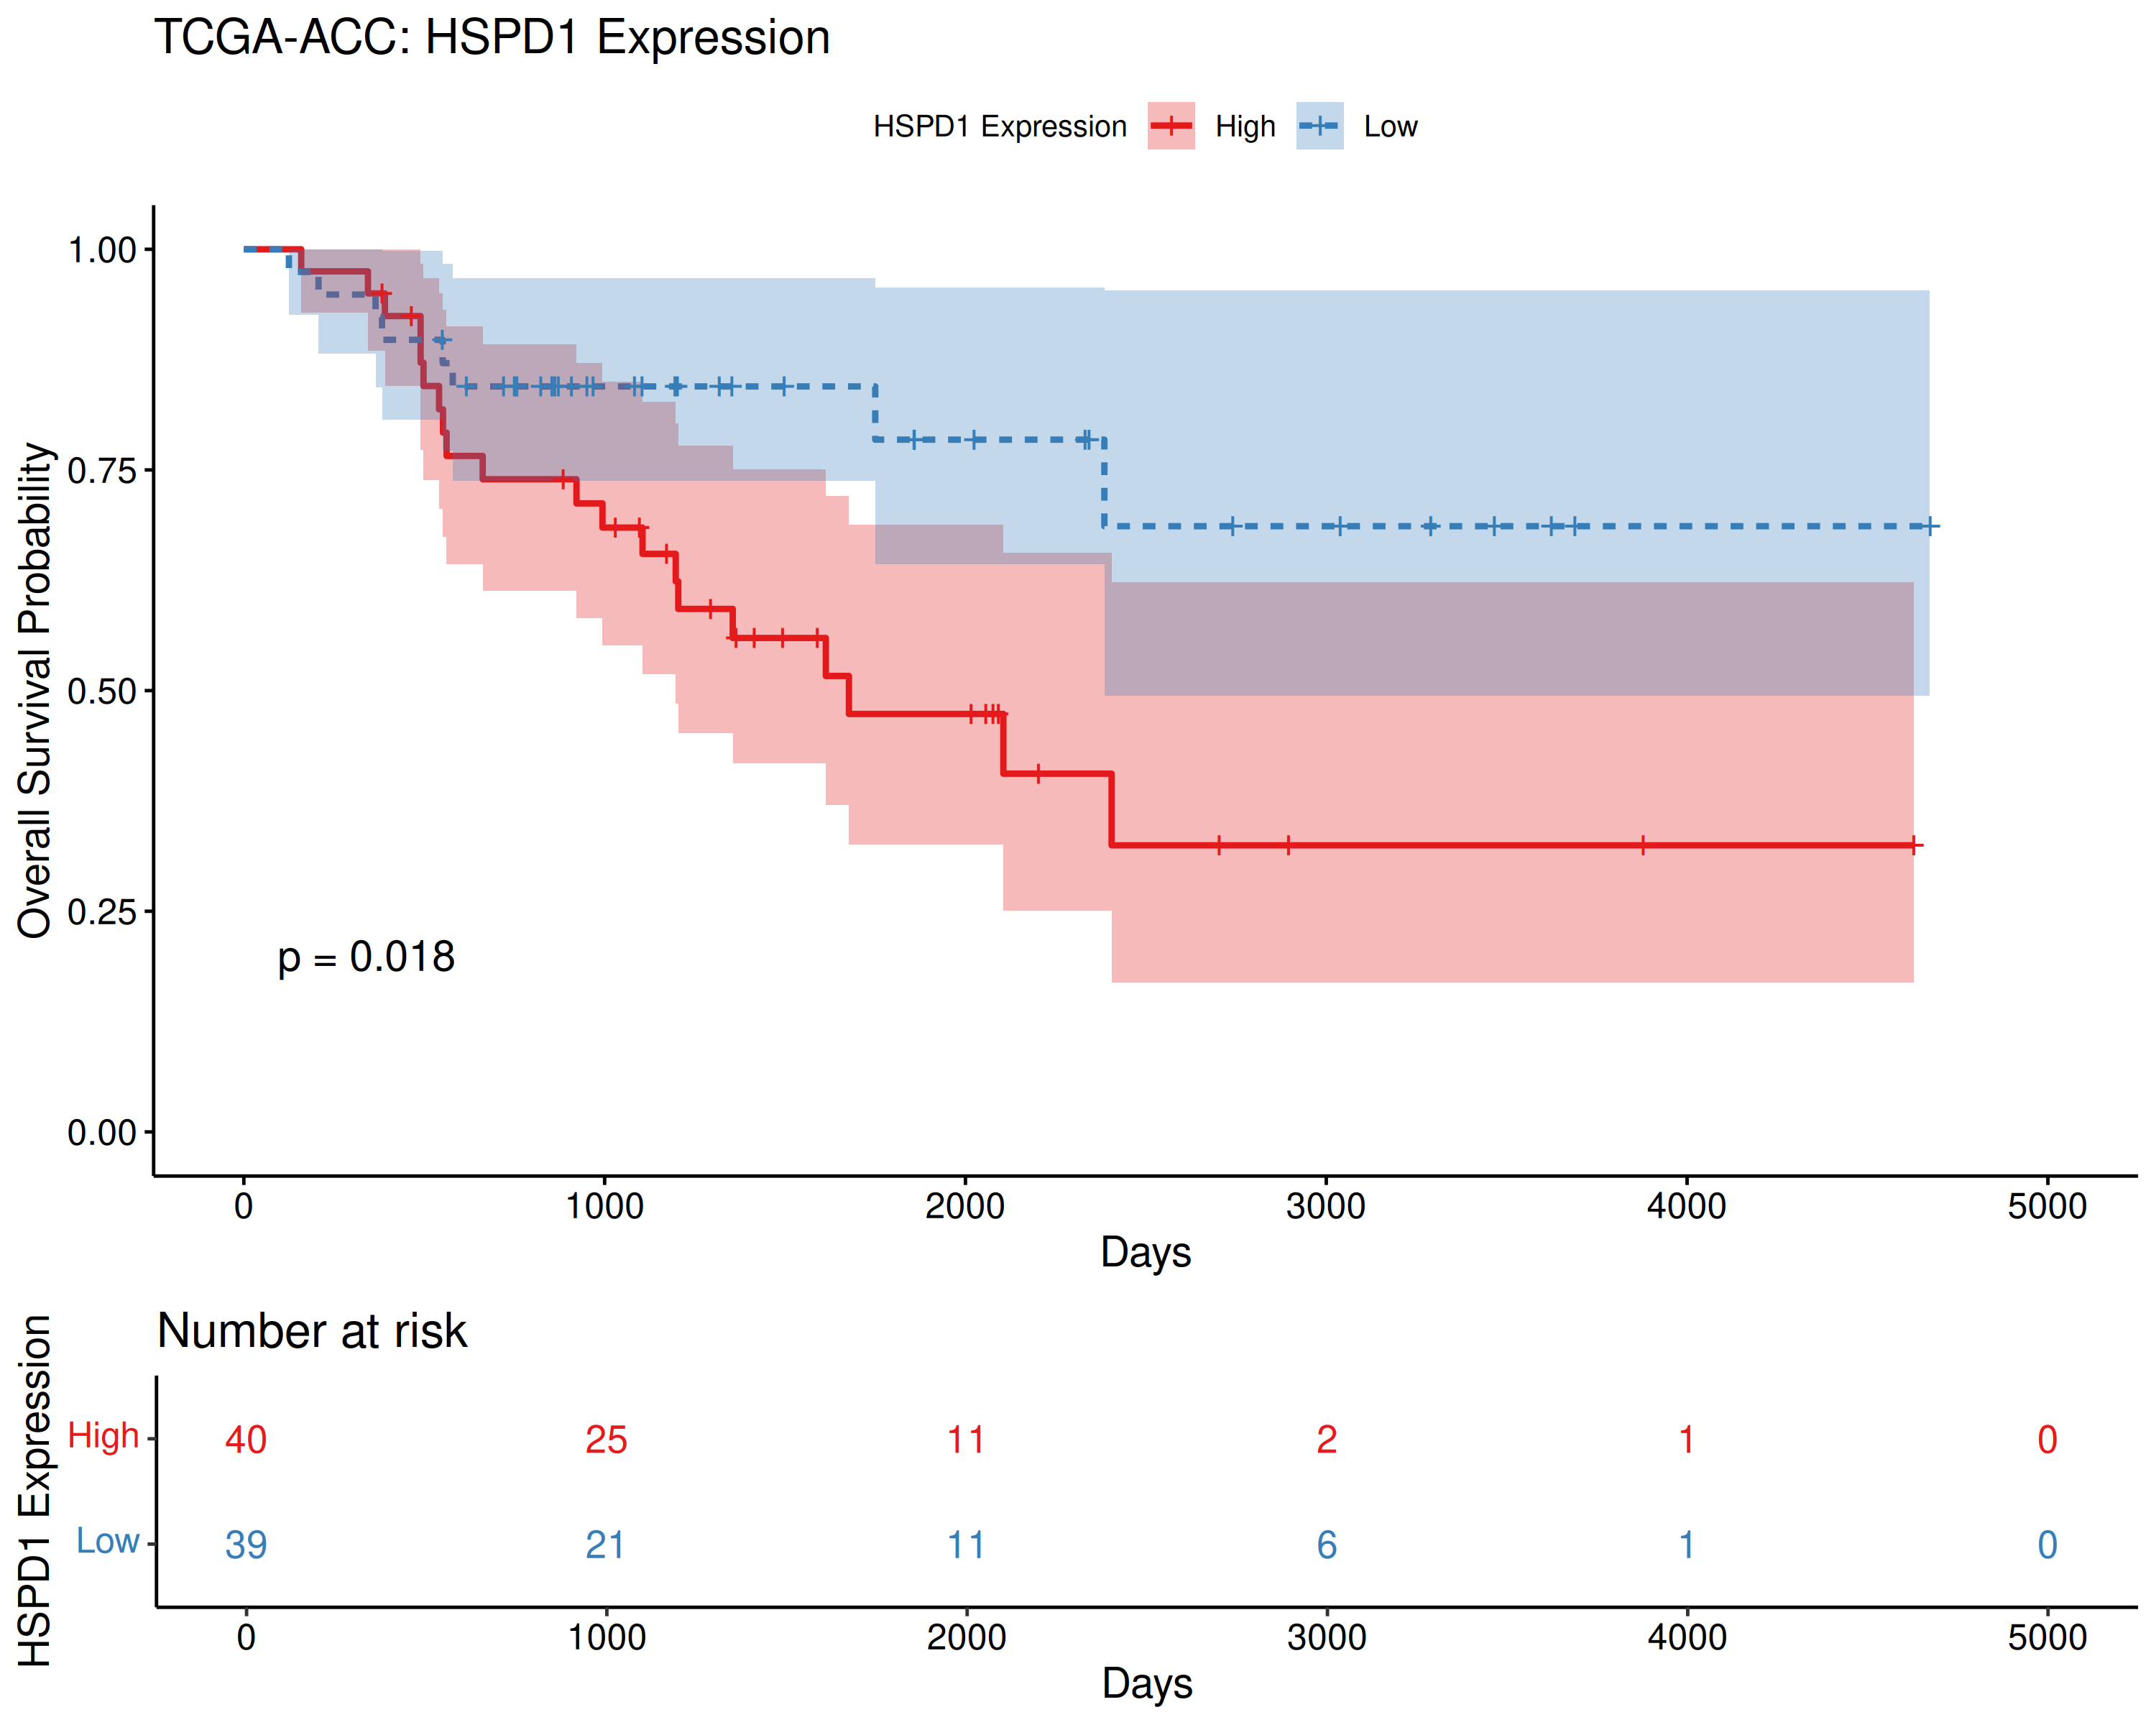 TCGA-ACC: HSPD1 Expression
HSPD1 Expression High Low
Overall Survival Probability
1.00
0.75
0.50
0.25
0.00
p = 0.018
0 1000 2000 3000 4000 5000
Days
Number at risk
HSPD1 Expression
High 40 25 11 2 1 0
Low 39 21 11 6 1 0
0 1000 2000 3000 4000 5000
Days